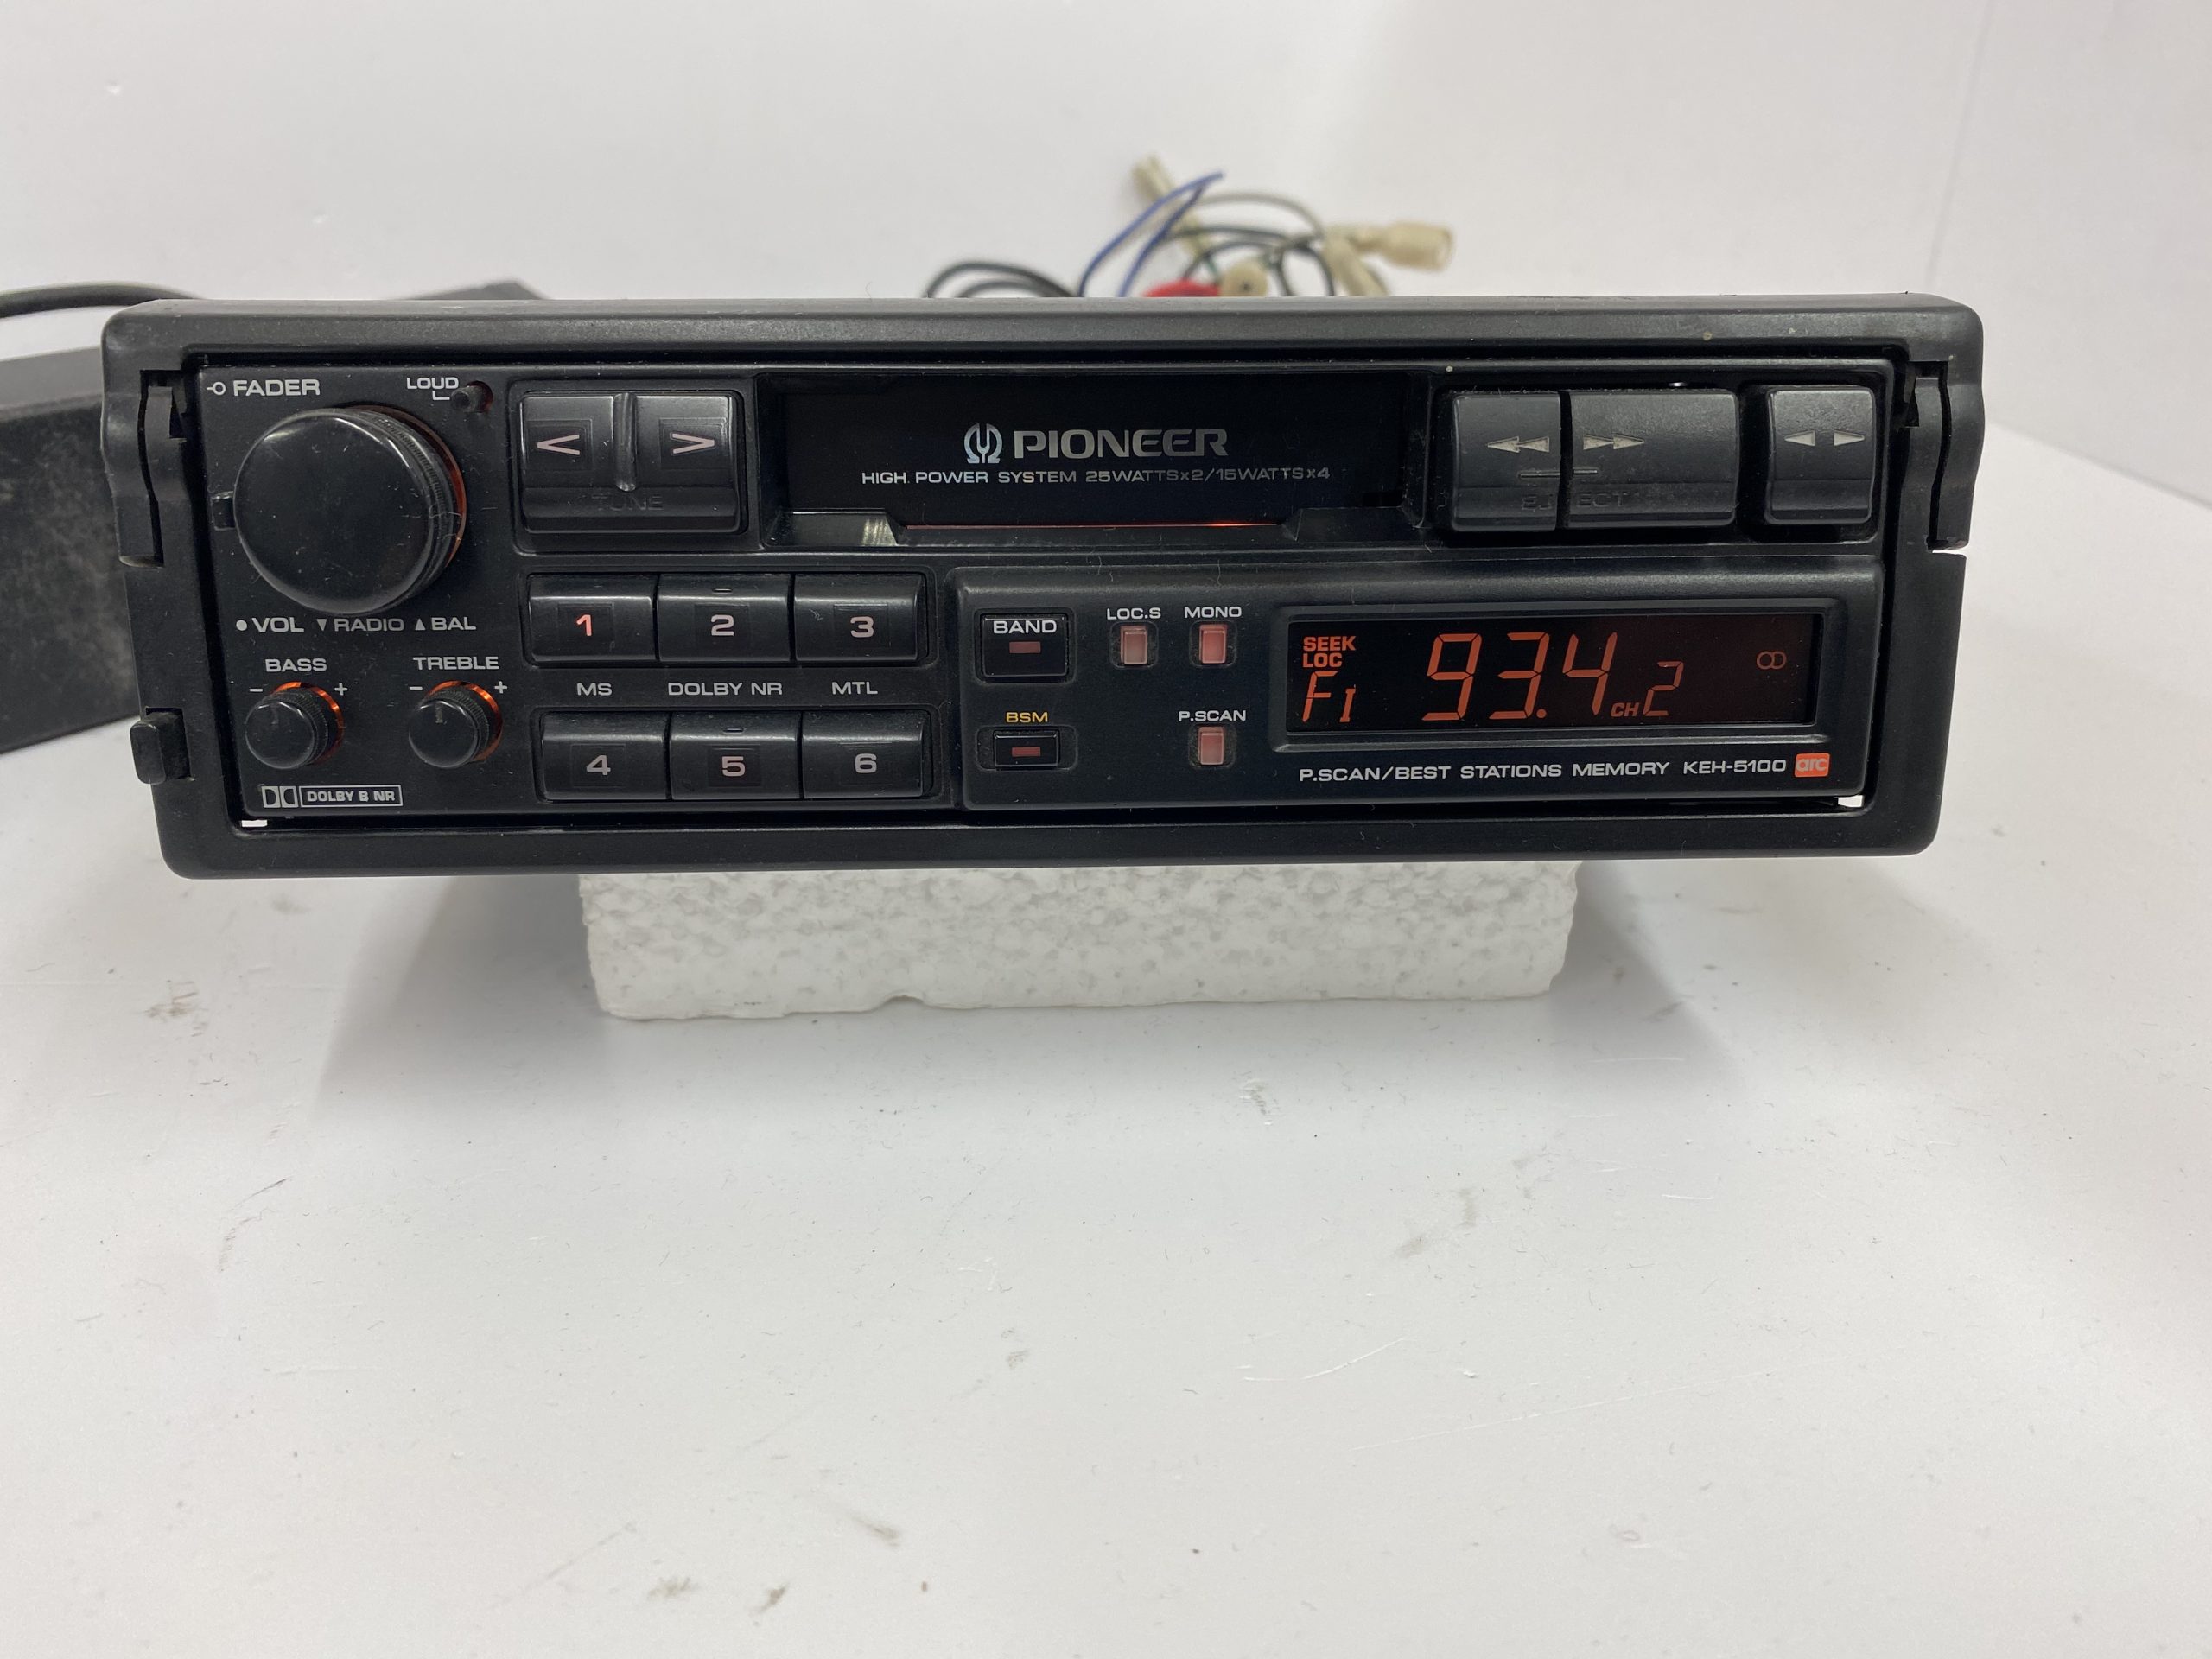 FADER
LOUD
< >
TUNE
PIONEER
HIGH POWER SYSTEM 25WATTSx2/15WATTSx4
EJECT
VOL ▼RADIO ▲BAL
BASS
- +
TREBLE
- +
DOLBY B NR
1 2 3
MS DOLBY NR MTL
4 5 6
BAND
LOC.S
MONO
BSM
P.SCAN
SEEK
LOC
F1 93.4 CH 2
P.SCAN/BEST STATIONS MEMORY KEH-5100 arc